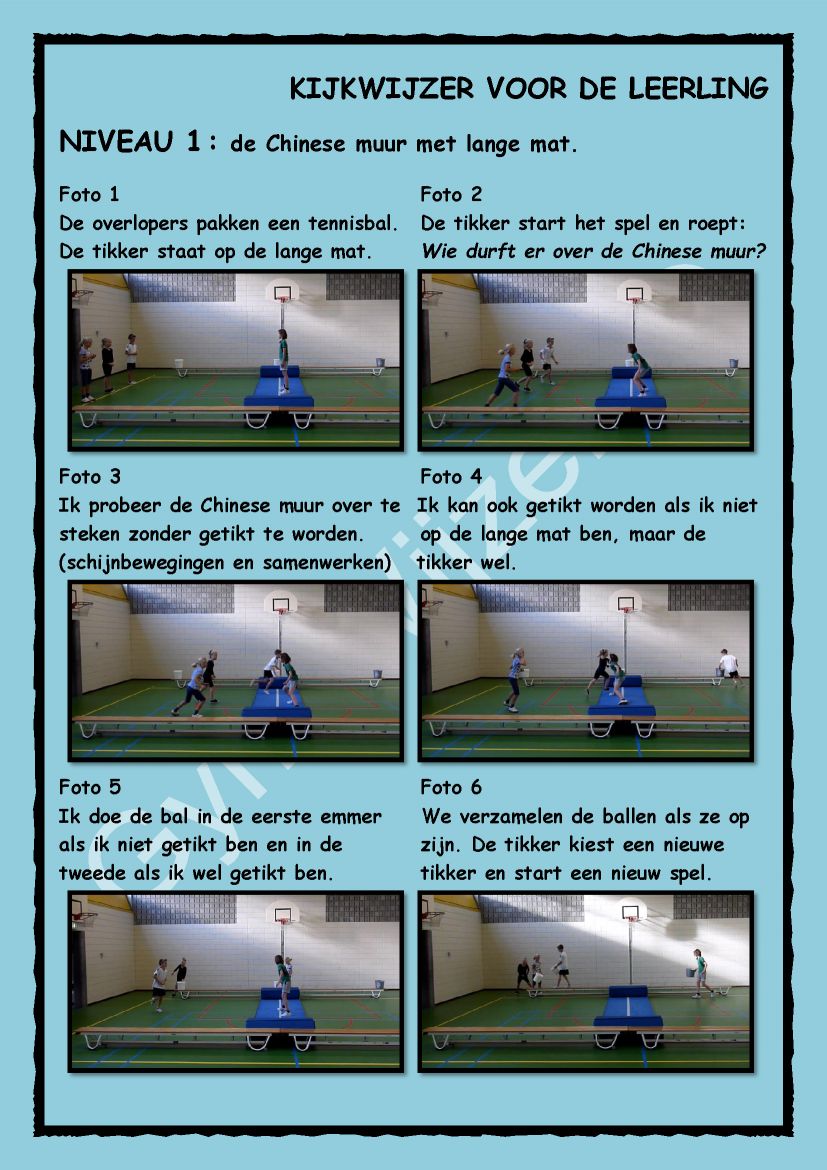 KIJKWIJZER VOOR DE LEERLING
NIVEAU 1: de Chinese muur met lange mat.
Foto 1
De overlopers pakken een tennisbal.
De tikker staat op de lange mat.
Foto 2
De tikker start het spel en roept:
Wie durft er over de Chinese muur?
Foto 3
Ik probeer de Chinese muur over te
steken zonder getikt te worden.
(schijnbewegingen en samenwerken)
Foto 4
Ik kan ook getikt worden als ik niet
op de lange mat ben, maar de
tikker wel.
Foto 5
Ik doe de bal in de eerste emmer
als ik niet getikt ben en in de
tweede als ik wel getikt ben.
Foto 6
We verzamelen de ballen als ze op
zijn. De tikker kiest een nieuwe
tikker en start een nieuw spel.